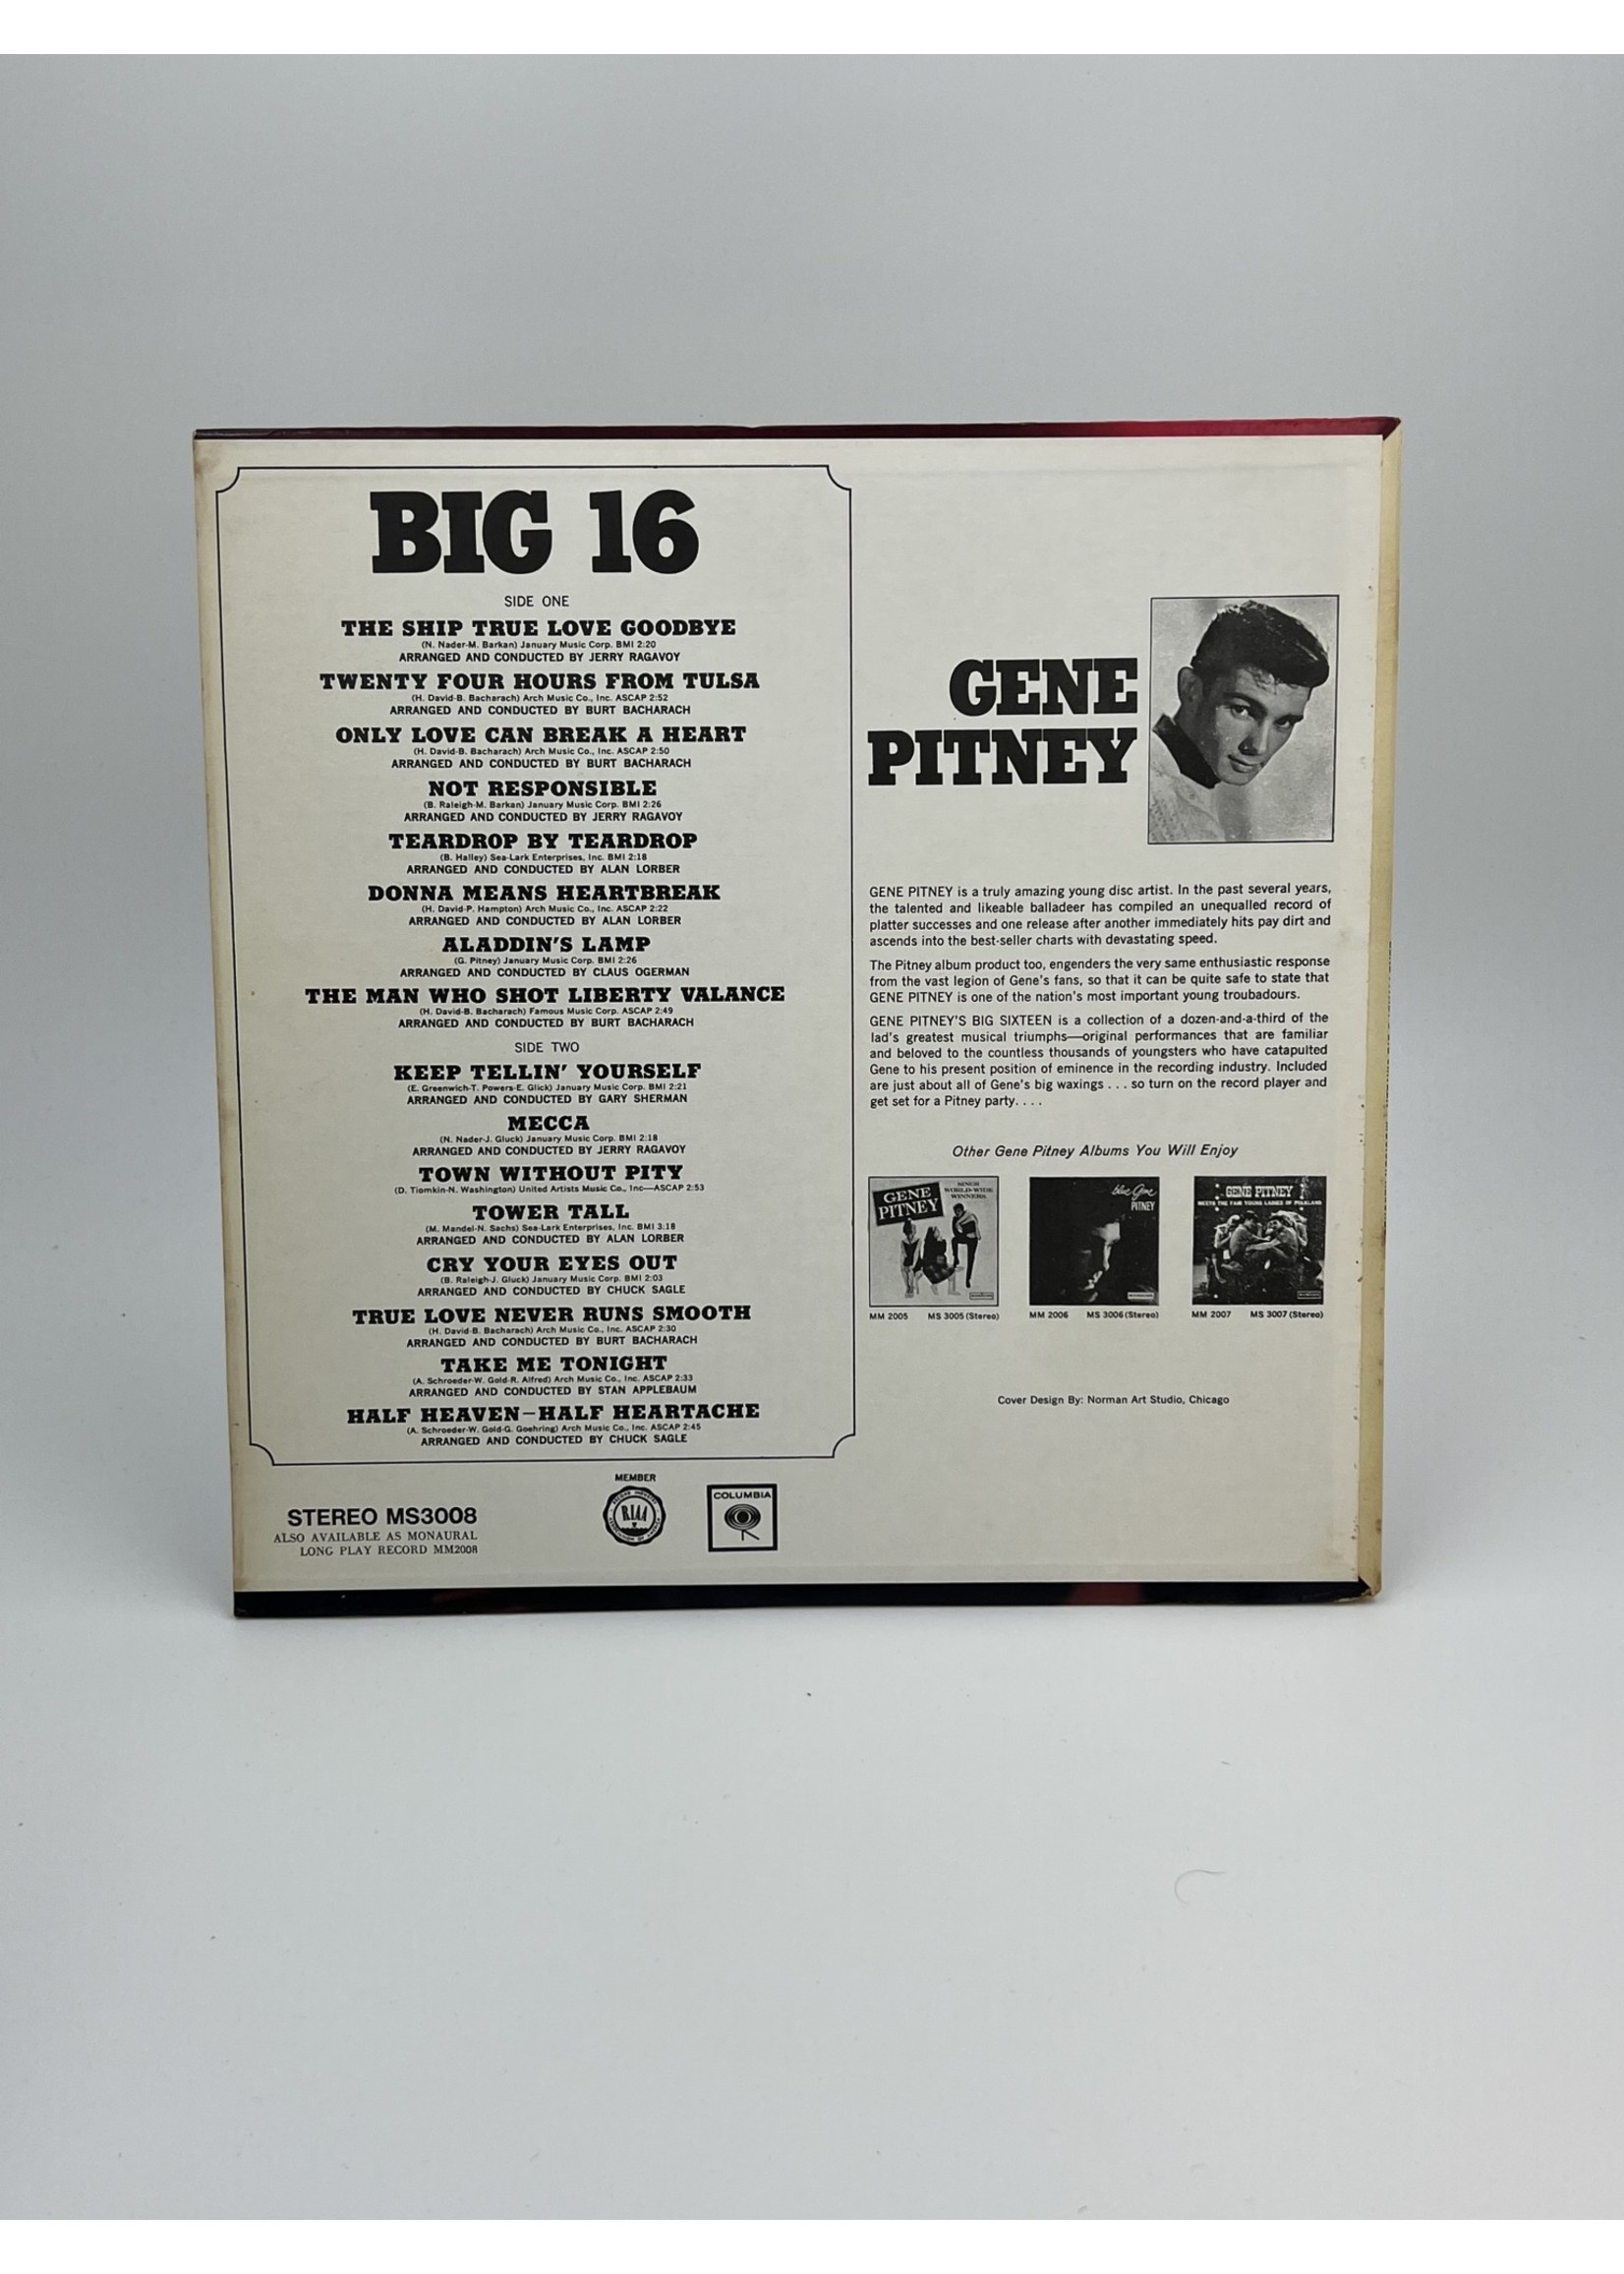 BIG 16
SIDE ONE
THE SHIP TRUE LOVE GOODBYE
(N. Nader-M. Barkan) January Music Corp. BMI 2:20
ARRANGED AND CONDUCTED BY JERRY RAGAVOY
TWENTY FOUR HOURS FROM TULSA
(H. David-B. Bacharach) Arch Music Co., Inc. ASCAP 2:52
ARRANGED AND CONDUCTED BY BURT BACHARACH
ONLY LOVE CAN BREAK A HEART
(H. David-B. Bacharach) Arch Music Co., Inc. ASCAP 2:50
ARRANGED AND CONDUCTED BY BURT BACHARACH
NOT RESPONSIBLE
(B. Raleigh-M. Barkan) January Music Corp. BMI 2:26
ARRANGED AND CONDUCTED BY JERRY RAGAVOY
TEARDROP BY TEARDROP
(B. Halley) Sea-Lark Enterprises, Inc. BMI 2:18
ARRANGED AND CONDUCTED BY ALAN LORBER
DONNA MEANS HEARTBREAK
(H. David-P. Hampton) Arch Music Co., Inc. ASCAP 2:22
ARRANGED AND CONDUCTED BY ALAN LORBER
ALADDIN'S LAMP
(G. Pitney) January Music Corp. BMI 2:26
ARRANGED AND CONDUCTED BY CLAUS OGERMAN
THE MAN WHO SHOT LIBERTY VALANCE
(H. David-B. Bacharach) Famous Music Corp. ASCAP 2:49
ARRANGED AND CONDUCTED BY BURT BACHARACH
SIDE TWO
KEEP TELLIN' YOURSELF
(E. Greenwich-T. Powers-E. Glick) January Music Corp. BMI 2:21
ARRANGED AND CONDUCTED BY GARY SHERMAN
MECCA
(N. Nader-J. Gluck) January Music Corp. BMI 2:18
ARRANGED AND CONDUCTED BY JERRY RAGAVOY
TOWN WITHOUT PITY
(D. Tiomkin-N. Washington) United Artists Music Co., Inc—ASCAP 2:53
TOWER TALL
(M. Mandel-N. Sachs) Sea-Lark Enterprises, Inc. BMI 3:18
ARRANGED AND CONDUCTED BY ALAN LORBER
CRY YOUR EYES OUT
(B. Raleigh-J. Gluck) January Music Corp. BMI 2:03
ARRANGED AND CONDUCTED BY CHUCK SAGLE
TRUE LOVE NEVER RUNS SMOOTH
(H. David-B. Bacharach) Arch Music Co., Inc. ASCAP 2:30
ARRANGED AND CONDUCTED BY BURT BACHARACH
TAKE ME TONIGHT
(A. Schroeder-W. Gold-R. Alfred) Arch Music Co., Inc. ASCAP 2:33
ARRANGED AND CONDUCTED BY STAN APPLEBAUM
HALF HEAVEN–HALF HEARTACHE
(A. Schroeder-W. Gold-G. Goehring) Arch Music Co., Inc. ASCAP 2:45
ARRANGED AND CONDUCTED BY CHUCK SAGLE
STEREO MS3008
ALSO AVAILABLE AS MONAURAL
LONG PLAY RECORD MM2008
MEMBER
RIAA
COLUMBIA
GENE
PITNEY
GENE PITNEY is a truly amazing young disc artist. In the past several years,
the talented and likeable balladeer has compiled an unequalled record of
platter successes and one release after another immediately hits pay dirt and
ascends into the best-seller charts with devastating speed.
The Pitney album product too, engenders the very same enthusiastic response
from the vast legion of Gene's fans, so that it can be quite safe to state that
GENE PITNEY is one of the nation's most important young troubadours.
GENE PITNEY'S BIG SIXTEEN is a collection of a dozen-and-a-third of the
lad's greatest musical triumphs—original performances that are familiar
and beloved to the countless thousands of youngsters who have catapulted
Gene to his present position of eminence in the recording industry. Included
are just about all of Gene's big waxings . . . so turn on the record player and
get set for a Pitney party. . . .
Other Gene Pitney Albums You Will Enjoy
GENE
PITNEY
SINGS
WORLD-WIDE
WINNERS
blue Gene
PITNEY
GENE PITNEY
MEETS THE FAIR YOUNG LADIES OF FOLKLAND
MM 2005 MS 3005 (Stereo)
MM 2006 MS 3006 (Stereo)
MM 2007 MS 3007 (Stereo)
Cover Design By: Norman Art Studio, Chicago